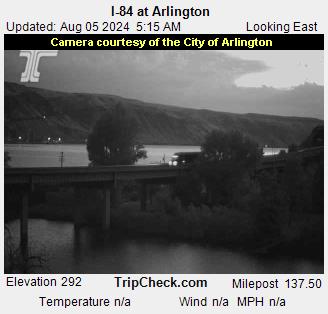 I-84 at Arlington
Updated: Aug 05 2024 5:15 AM Looking East
Camera courtesy of the City of Arlington
Elevation 292 TripCheck.com Milepost 137.50
Temperature n/a Wind n/a MPH n/a